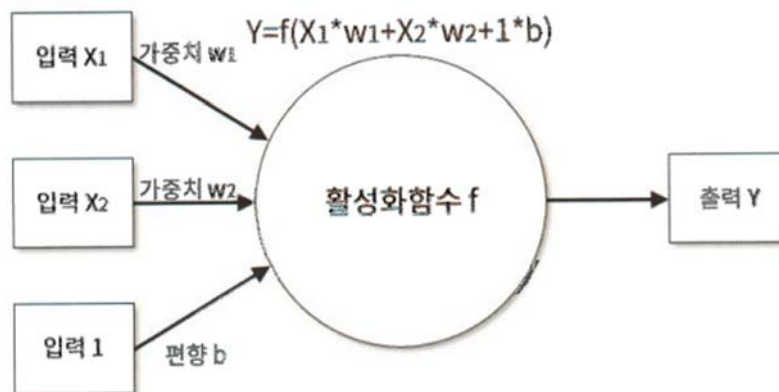 Y=f(X1*w1+X2*w2+1*b)
입력 X1
가중치 w1
입력 X2
가중치 w2
활성화함수 f
출력 Y
입력 1
편향 b